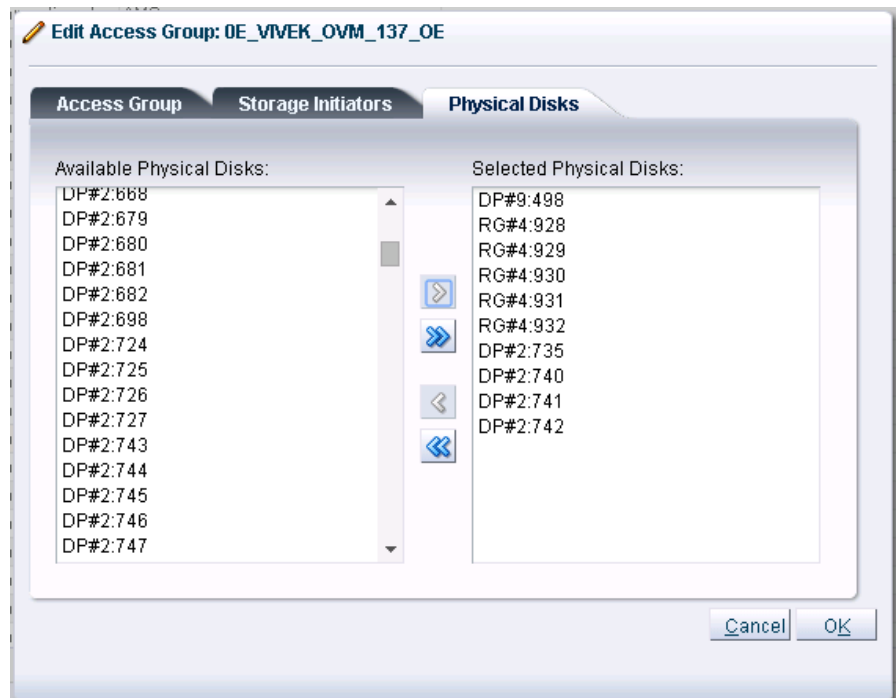 Edit Access Group: 0E_VIVEK_OVM_137_OE
Access Group
Storage Initiators
Physical Disks
Available Physical Disks:
DP#2:668
DP#2:679
DP#2:680
DP#2:681
DP#2:682
DP#2:698
DP#2:724
DP#2:725
DP#2:726
DP#2:727
DP#2:743
DP#2:744
DP#2:745
DP#2:746
DP#2:747
Selected Physical Disks:
DP#9:498
RG#4:928
RG#4:929
RG#4:930
RG#4:931
RG#4:932
DP#2:735
DP#2:740
DP#2:741
DP#2:742
Cancel
OK